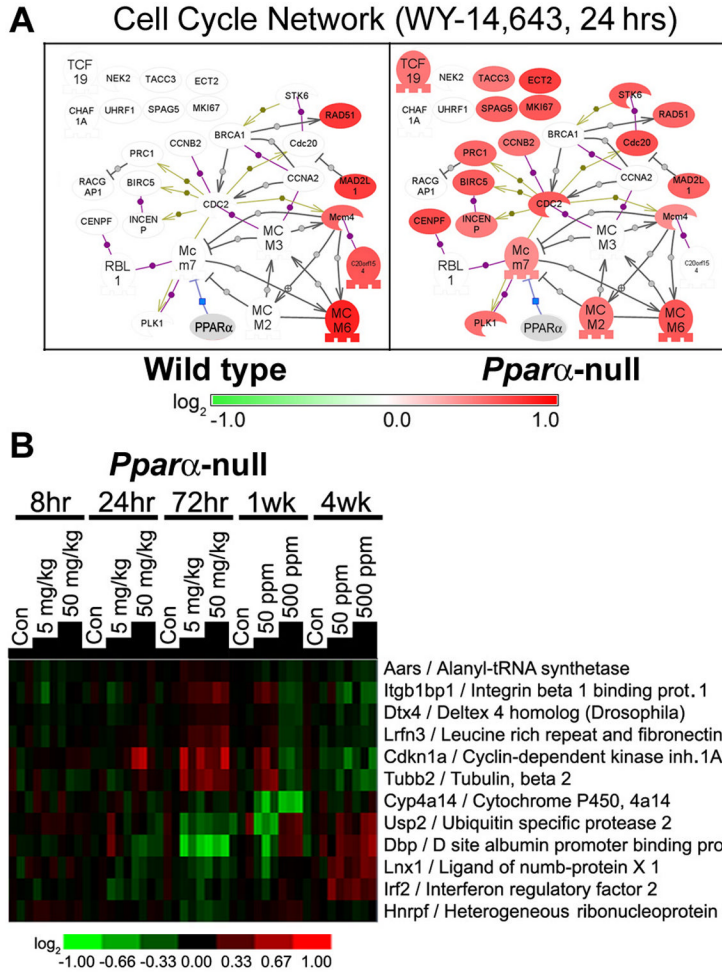 A
Cell Cycle Network (WY-14,643, 24 hrs)
TCF
19
NEK2
TACC3
ECT2
CHAF
1A
UHRF1
SPAG5
MKI67
STK6
RAD51
BRCA1
Cdc20
PRC1
CCNB2
RACG
AP1
BIRC5
CCNA2
MAD2L
1
CENPF
INCEN
P
CDC2
Mcm4
MC
M3
Mc
m7
RBL
1
C20orf15
4
PLK1
PPARα
MC
M2
MC
M6
TCF
19
NEK2
TACC3
ECT2
CHAF
1A
UHRF1
SPAG5
MKI67
STK6
RAD51
BRCA1
Cdc20
PRC1
CCNB2
RACG
AP1
BIRC5
CCNA2
MAD2L
1
CENPF
INCEN
P
CDC2
Mcm4
MC
M3
Mc
m7
RBL
1
C20orf15
4
PLK1
PPARα
MC
M2
MC
M6
Wild type
Pparα-null
log2
-1.0 0.0 1.0
B
Pparα-null
8hr 24hr 72hr 1wk 4wk
Con 5 mg/kg 50 mg/kg Con 5 mg/kg 50 mg/kg Con 5 mg/kg 50 mg/kg Con 50 ppm 500 ppm Con 50 ppm 500 ppm
Aars / Alanyl-tRNA synthetase
Itgb1bp1 / Integrin beta 1 binding prot. 1
Dtx4 / Deltex 4 homolog (Drosophila)
Lrfn3 / Leucine rich repeat and fibronectin
Cdkn1a / Cyclin-dependent kinase inh.1A
Tubb2 / Tubulin, beta 2
Cyp4a14 / Cytochrome P450, 4a14
Usp2 / Ubiquitin specific protease 2
Dbp / D site albumin promoter binding pro
Lnx1 / Ligand of numb-protein X 1
Irf2 / Interferon regulatory factor 2
Hnrpf / Heterogeneous ribonucleoprotein
log2
-1.00 -0.66 -0.33 0.00 0.33 0.67 1.00